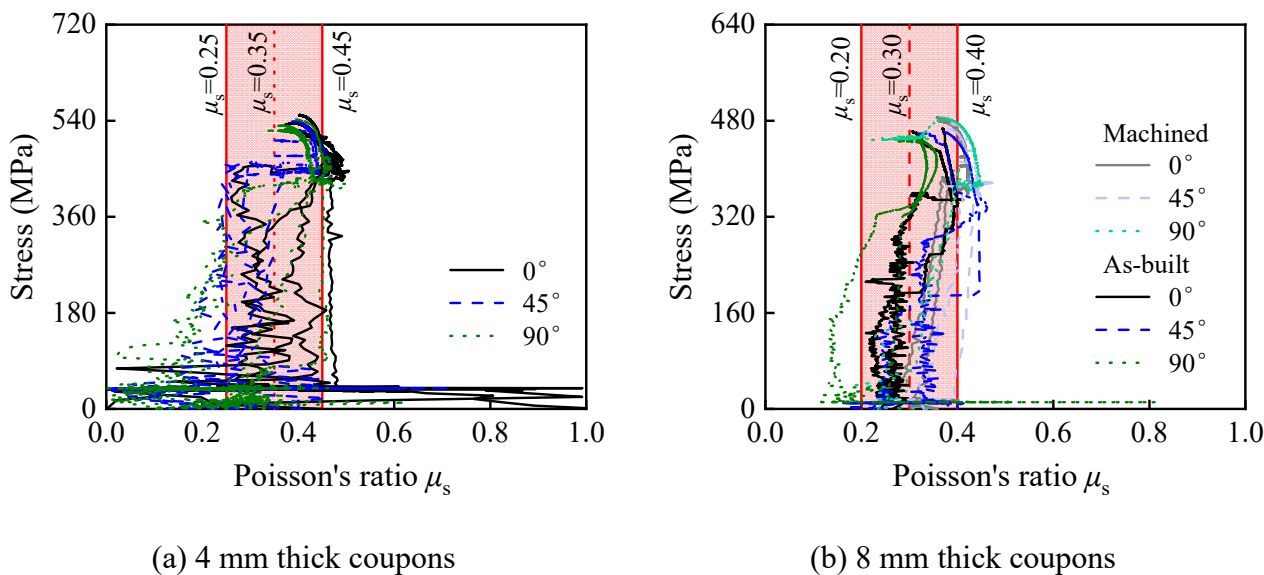 720
540
360
180
0
Stress (MPa)
μs=0.25
μs=0.35
μs=0.45
0°
45°
90°
0.0 0.2 0.4 0.6 0.8 1.0
Poisson's ratio μs
(a) 4 mm thick coupons
640
480
320
160
0
Stress (MPa)
μs=0.20
μs=0.30
μs=0.40
Machined
0°
45°
90°
As-built
0°
45°
90°
0.0 0.2 0.4 0.6 0.8 1.0
Poisson's ratio μs
(b) 8 mm thick coupons